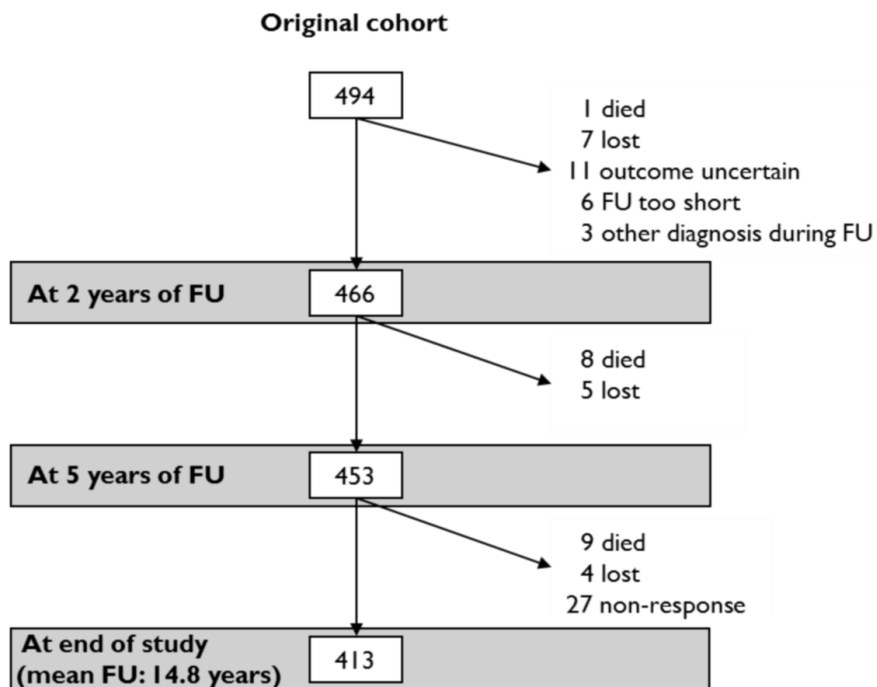 Original cohort
494
1 died
7 lost
11 outcome uncertain
6 FU too short
3 other diagnosis during FU
At 2 years of FU
466
8 died
5 lost
At 5 years of FU
453
9 died
4 lost
27 non-response
At end of study
(mean FU: 14.8 years)
413